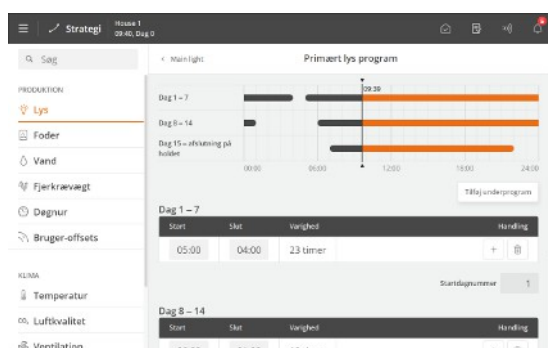 Strategi
House 1
09:40, Dag 0
6
Søg
Main light
Primært lys program
PRODUKTION
Lys
Foder
Vand
Fjerkrævægt
Døgnur
Bruger-offsets
KLIMA
Temperatur
CO₂ Luftkvalitet
Ventilation
09:39
Dag 1 – 7
Dag 8 – 14
Dag 15 – afslutning på
holdet
00:00 06:00 12:00 18:00 24:00
Tilføj underprogram
Dag 1 – 7
Start Slut Varighed Handling
05:00 04:00 23 timer +
Startdagnummer 1
Dag 8 – 14
Start Slut Varighed Handling